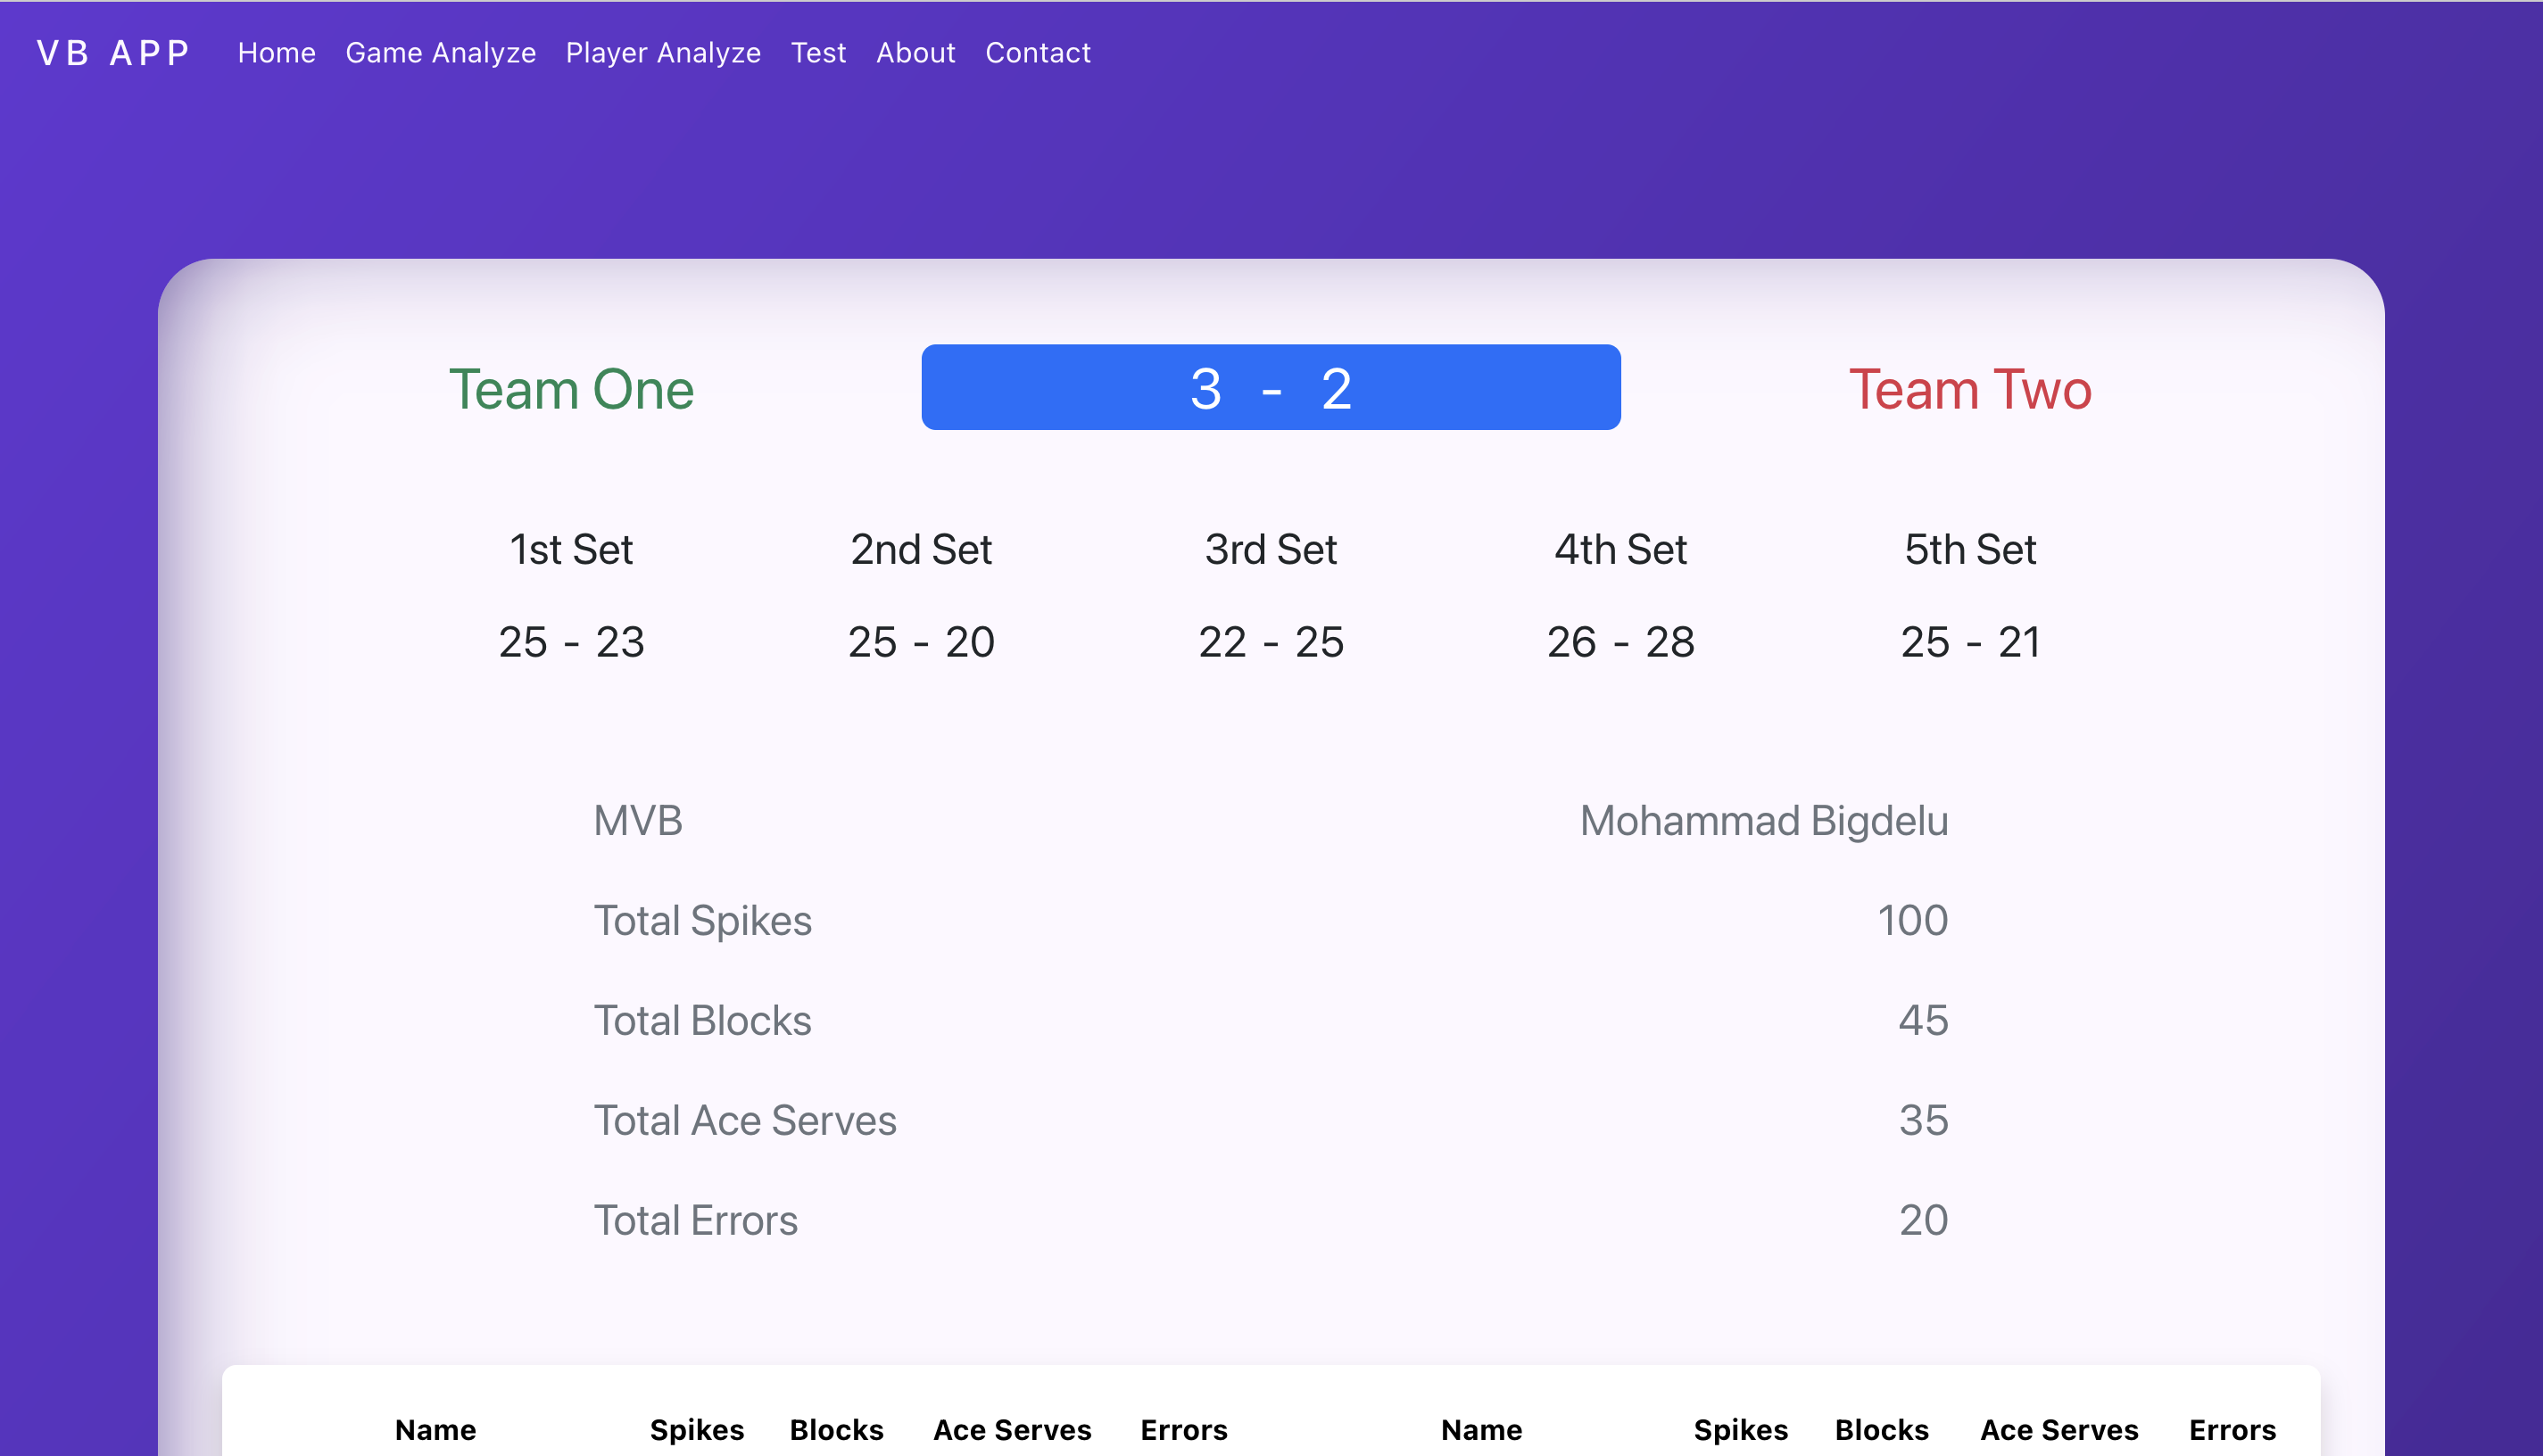 VB APP Home Game Analyze Player Analyze Test About Contact
Team One 3 - 2 Team Two
1st Set 2nd Set 3rd Set 4th Set 5th Set
25 - 23 25 - 20 22 - 25 26 - 28 25 - 21
MVB Mohammad Bigdelu
Total Spikes 100
Total Blocks 45
Total Ace Serves 35
Total Errors 20
Name Spikes Blocks Ace Serves Errors Name Spikes Blocks Ace Serves Errors